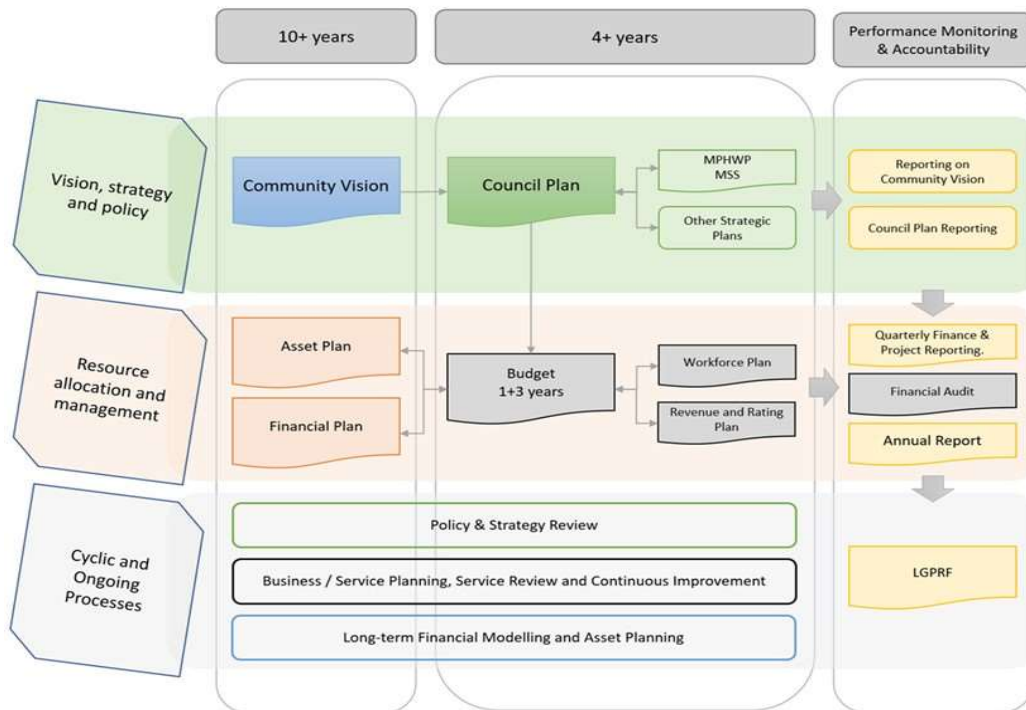 10+ years
4+ years
Performance Monitoring
& Accountability
Vision, strategy
and policy
Community Vision
Council Plan
MPHWP
MSS
Other Strategic
Plans
Reporting on
Community Vision
Council Plan Reporting
Resource
allocation and
management
Asset Plan
Financial Plan
Budget
1+3 years
Workforce Plan
Revenue and Rating
Plan
Quarterly Finance &
Project Reporting.
Financial Audit
Annual Report
Cyclic and
Ongoing
Processes
Policy & Strategy Review
Business / Service Planning, Service Review and Continuous Improvement
Long-term Financial Modelling and Asset Planning
LGPRF